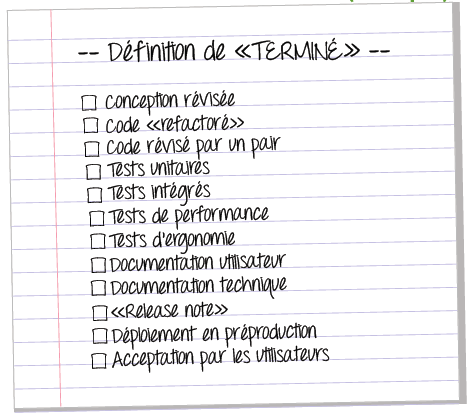 -- Définition de «TERMINÉ» --
Conception révisée
Code «refactoré»
Code révisé par un pair
Tests unitaires
Tests intégrés
Tests de performance
Tests d'ergonomie
Documentation utilisateur
Documentation technique
«Release note»
Déploiement en préproduction
Acceptation par les utilisateurs